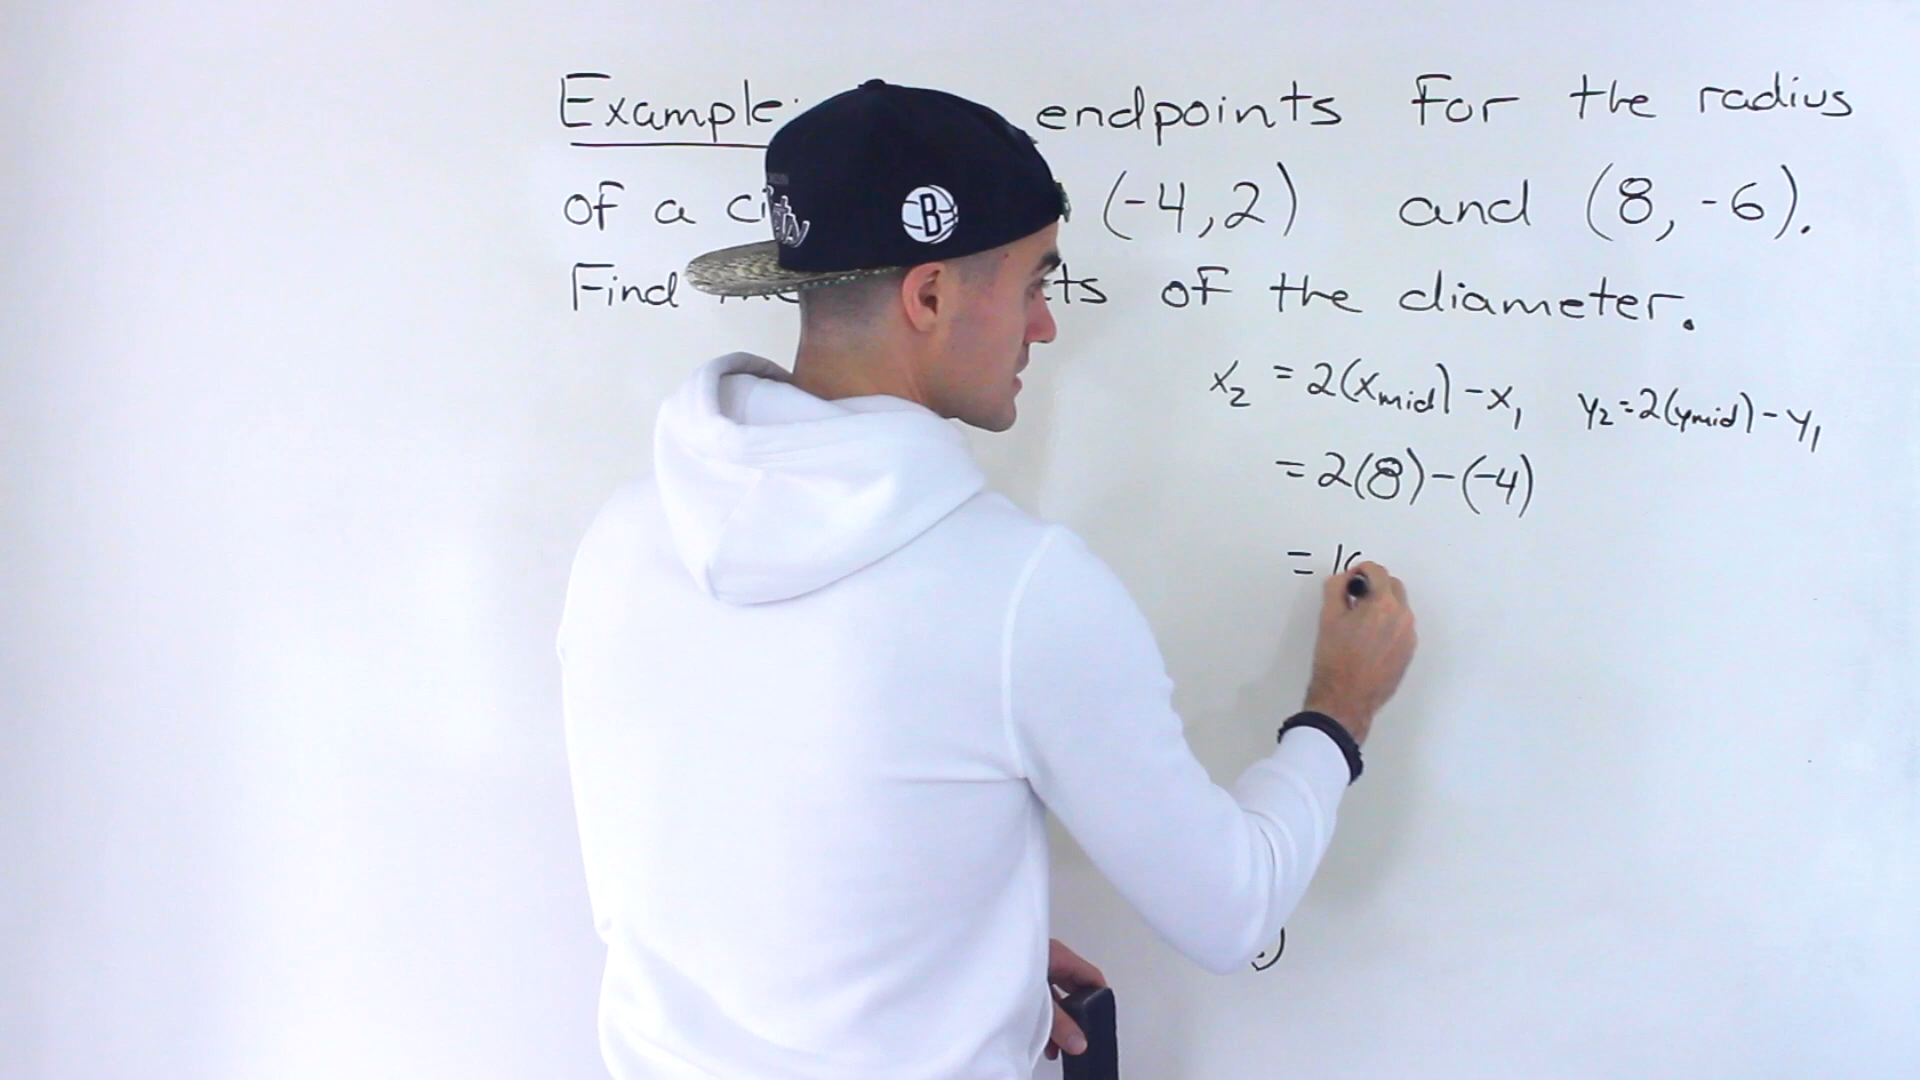 Example: endpoints for the radius
of a ci (-4,2) and (8,-6).
Find ts of the diameter.
x₂ = 2(xmid) - x₁ y₂ = 2(ymid) - y₁
= 2(8) - (-4)
= 1
B